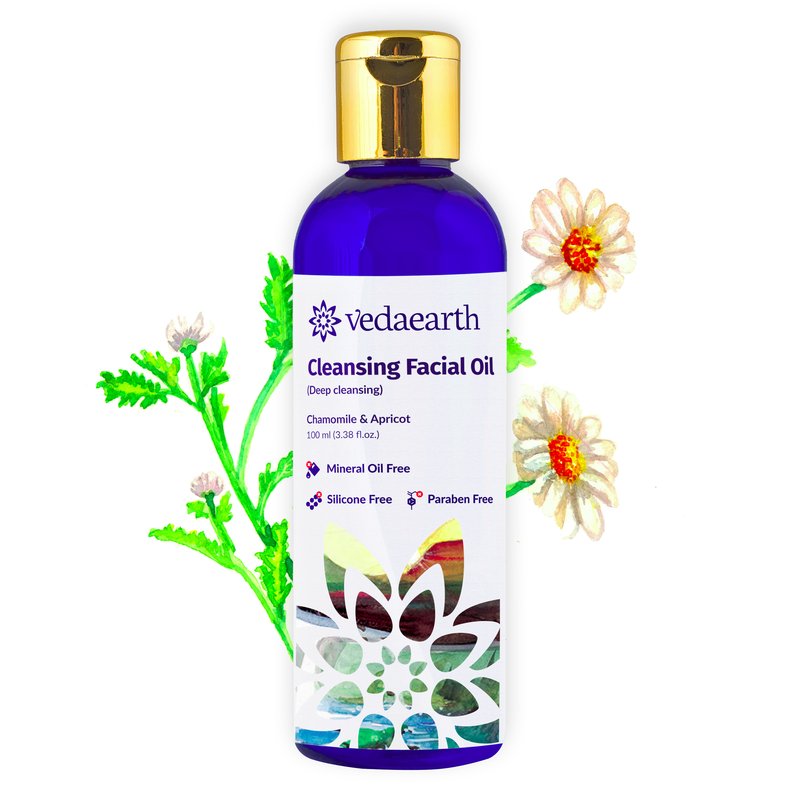 vedaearth
Cleansing Facial Oil
(Deep cleansing)
Chamomile & Apricot
100 ml (3.38 fl.oz.)
Mineral Oil Free
Silicone Free Paraben Free